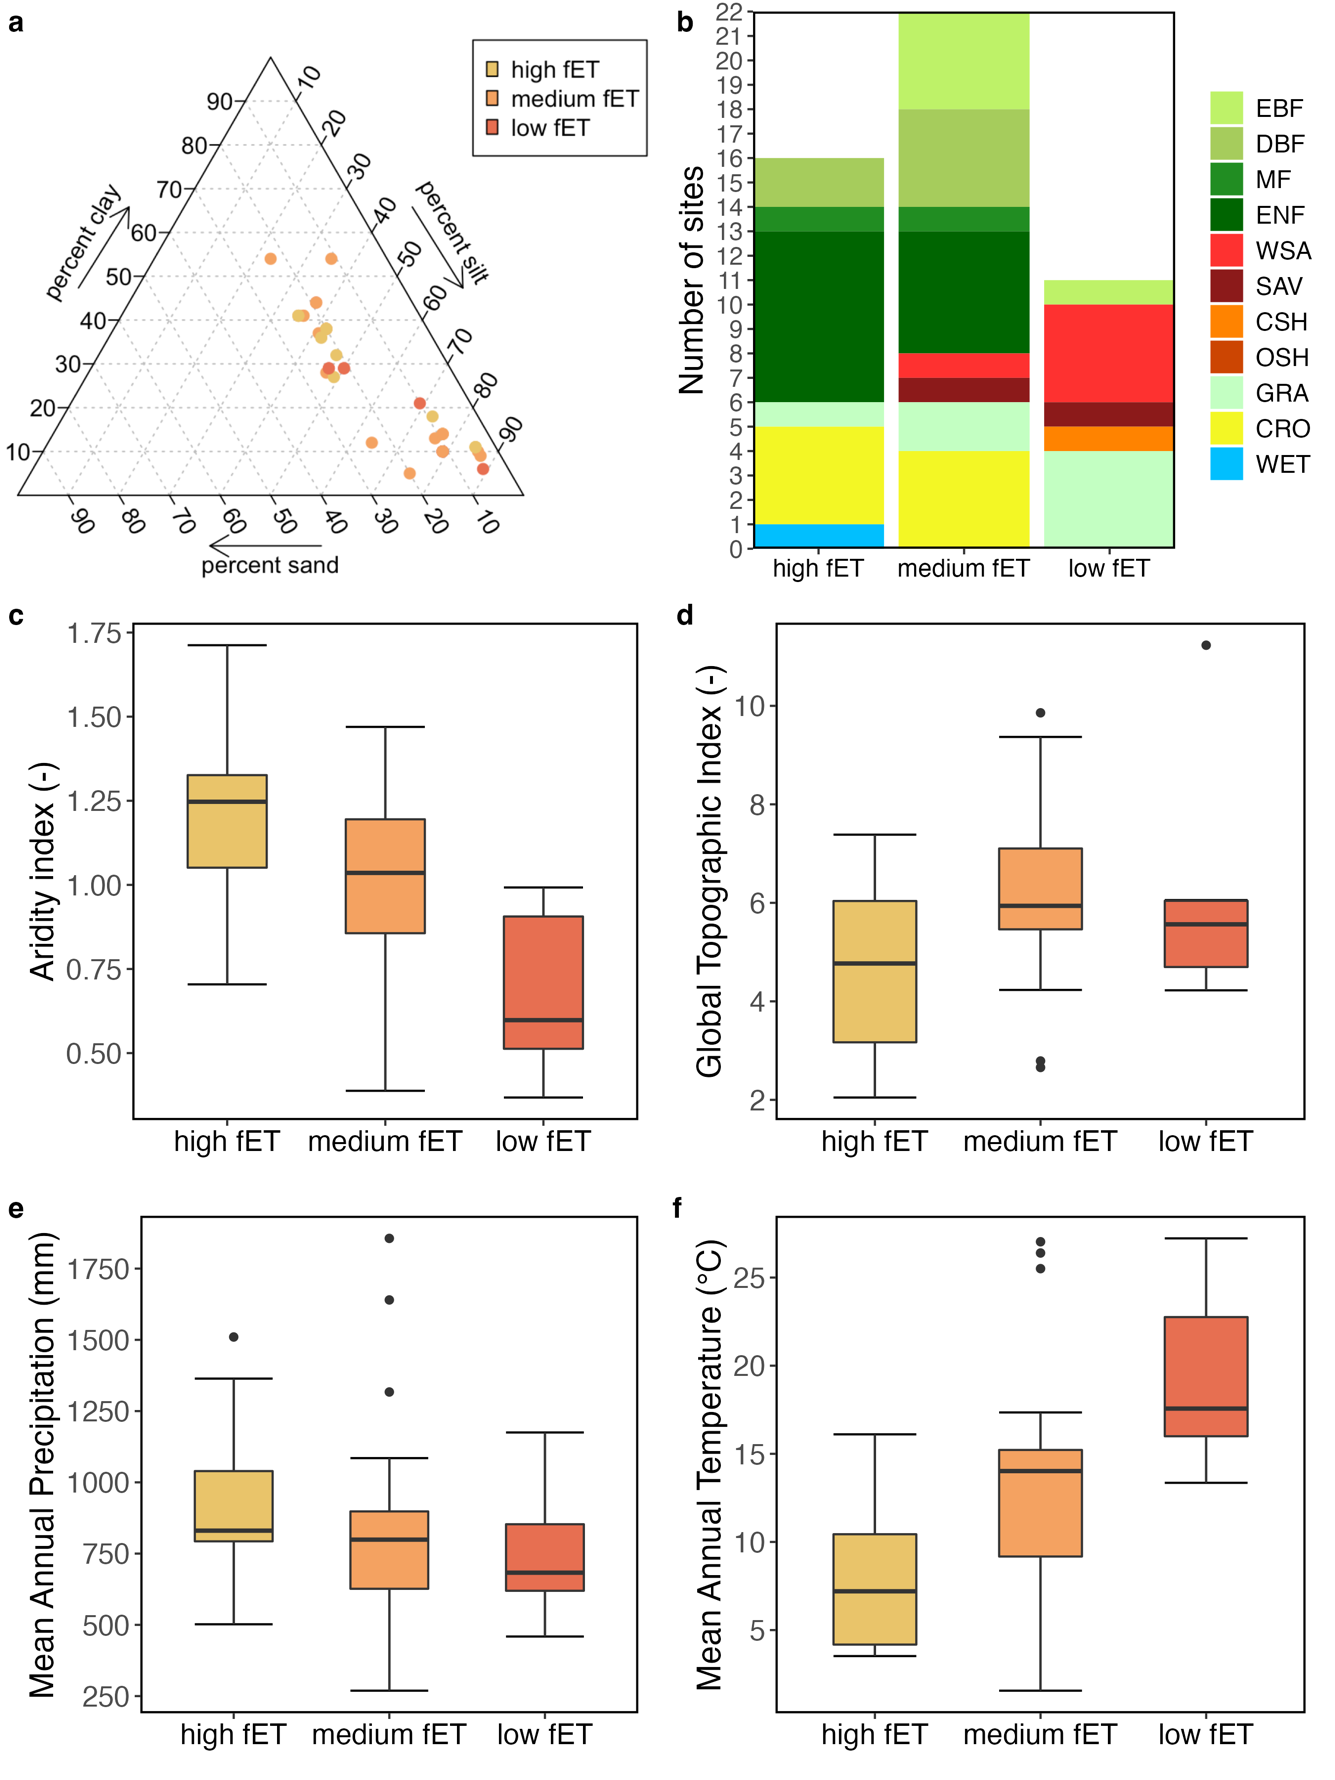 a
high fET
medium fET
low fET
percent clay
90
80
70
60
50
40
30
20
10
10
20
30
40
50
60
70
80
90
percent silt
90
80
70
60
50
40
30
20
10
percent sand
b
Number of sites
22
21
20
19
18
17
16
15
14
13
12
11
10
9
8
7
6
5
4
3
2
1
0
high fET
medium fET
low fET
EBF
DBF
MF
ENF
WSA
SAV
CSH
OSH
GRA
CRO
WET
c
Aridity index (-)
1.75
1.50
1.25
1.00
0.75
0.50
high fET
medium fET
low fET
d
Global Topographic Index (-)
10
8
6
4
2
high fET
medium fET
low fET
e
Mean Annual Precipitation (mm)
1750
1500
1250
1000
750
500
250
high fET
medium fET
low fET
f
Mean Annual Temperature (°C)
25
20
15
10
5
high fET
medium fET
low fET